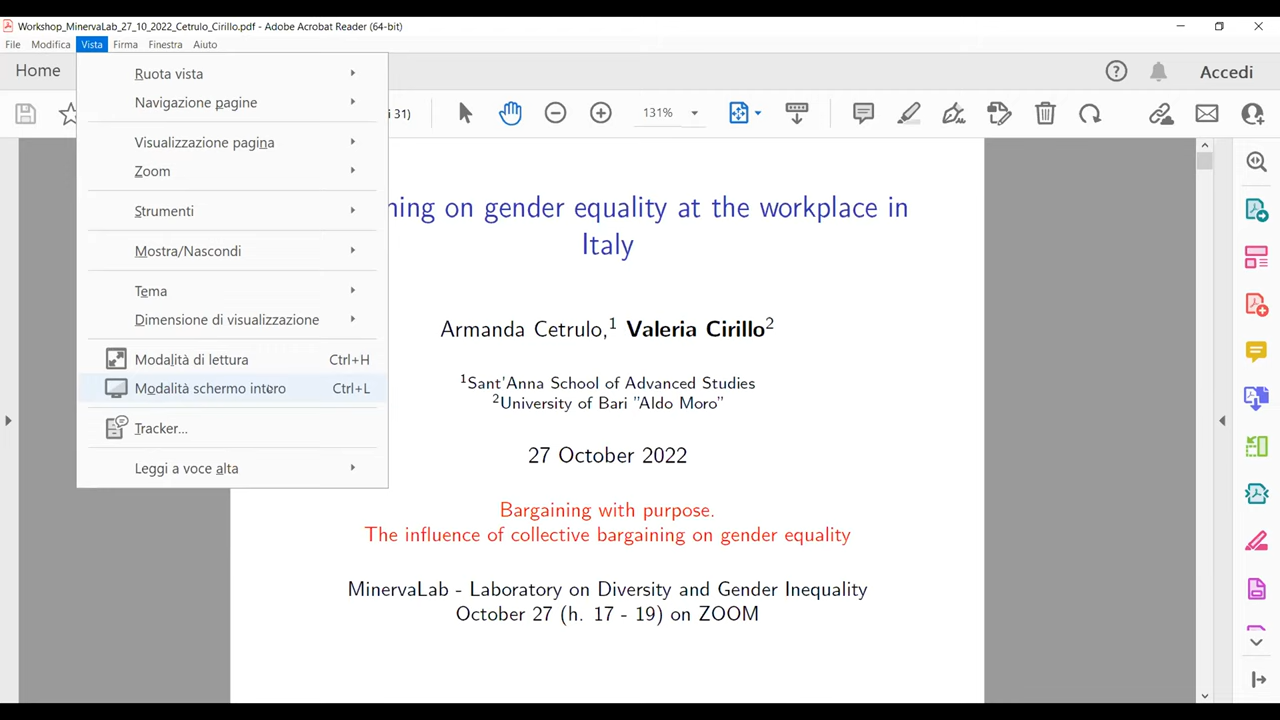 Workshop_MinervaLab_27_10_2022_Cetrulo_Cirillo.pdf - Adobe Acrobat Reader (64-bit)
File Modifica Vista Firma Finestra Aiuto
Home
Accedi
i 31)
131%
Ruota vista
Navigazione pagine
Visualizzazione pagina
Zoom
Strumenti
Mostra/Nascondi
Tema
Dimensione di visualizzazione
Modalità di lettura Ctrl+H
Modalità schermo intero Ctrl+L
Tracker...
Leggi a voce alta
ning on gender equality at the workplace in
Italy
Armanda Cetrulo,1 Valeria Cirillo2
1Sant'Anna School of Advanced Studies
2University of Bari "Aldo Moro"
27 October 2022
Bargaining with purpose.
The influence of collective bargaining on gender equality
MinervaLab - Laboratory on Diversity and Gender Inequality
October 27 (h. 17 - 19) on ZOOM